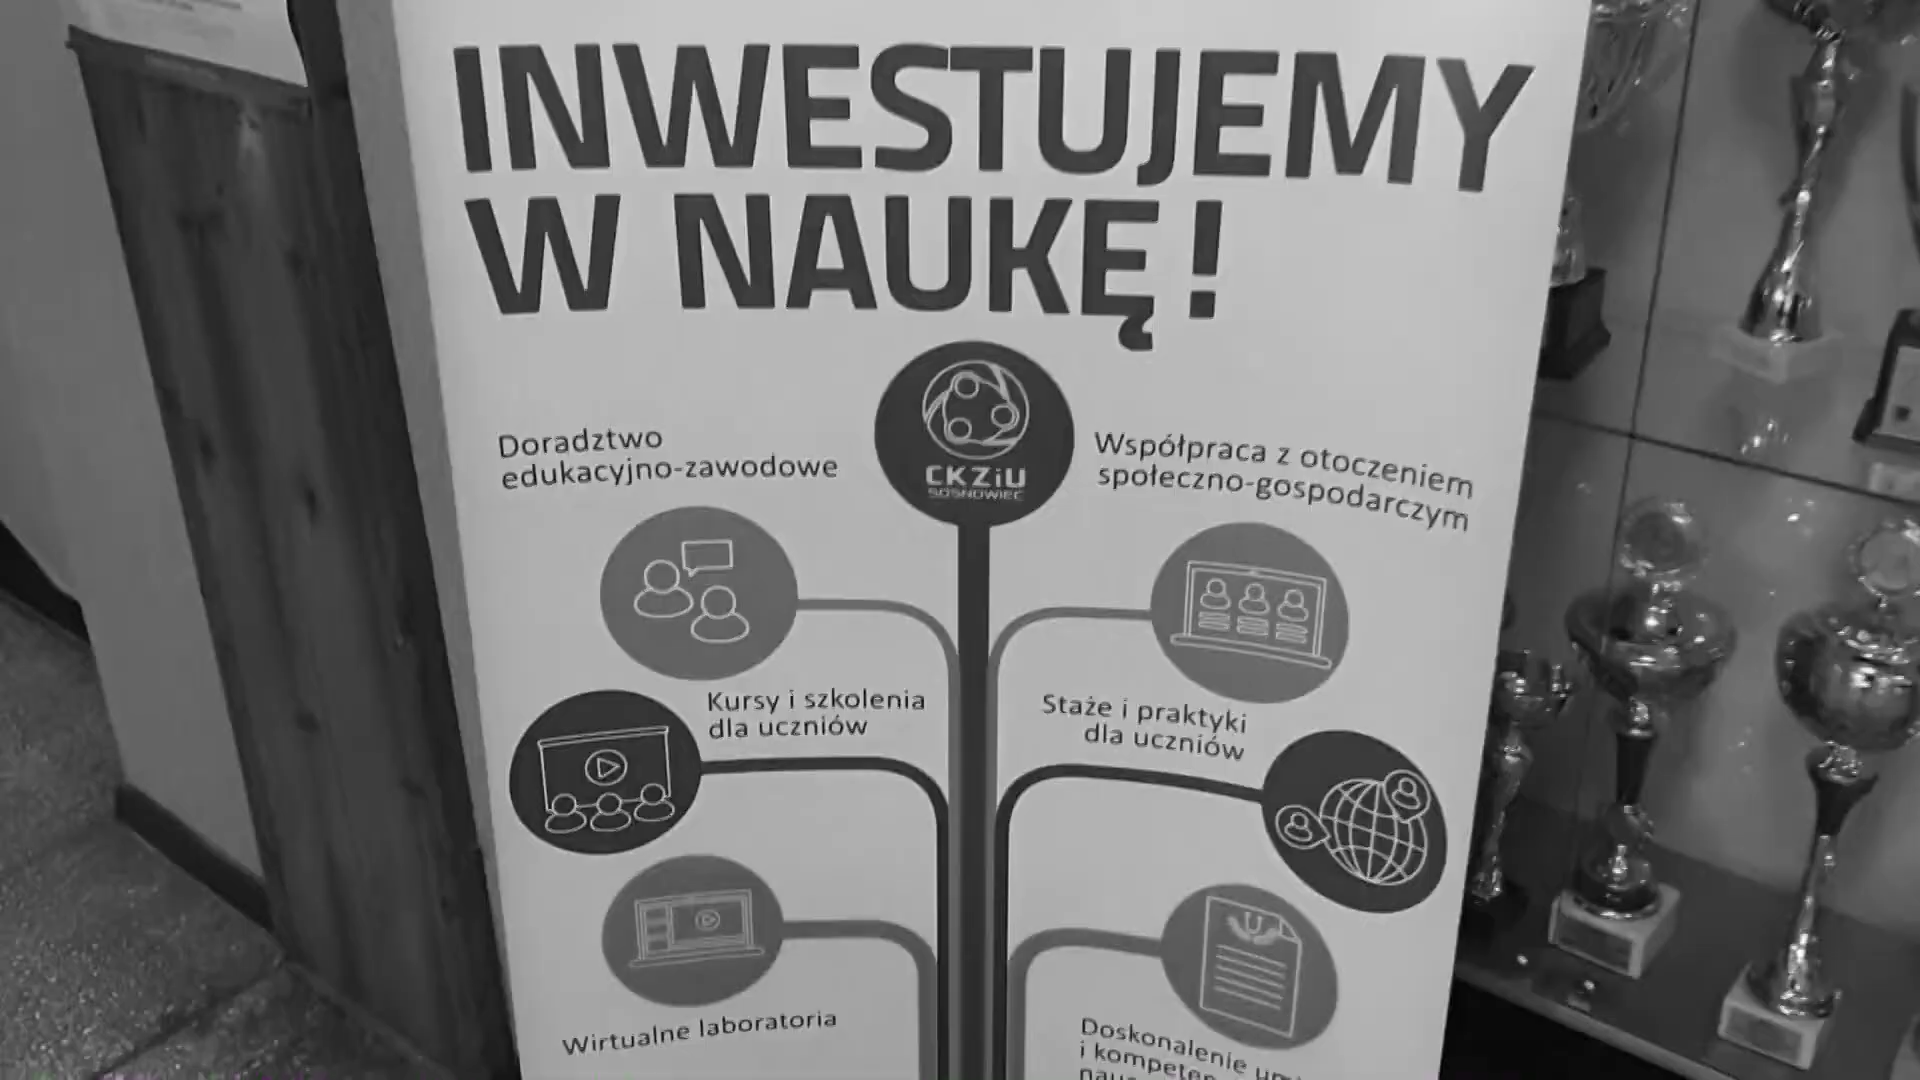 INWESTUJEMY
W NAUKĘ!
CKZiU
SOSNOWIEC
Doradztwo
edukacyjno-zawodowe
Współpraca z otoczeniem
społeczno-gospodarczym
Kursy i szkolenia
dla uczniów
Staże i praktyki
dla uczniów
Wirtualne laboratoria
Doskonalenie
i